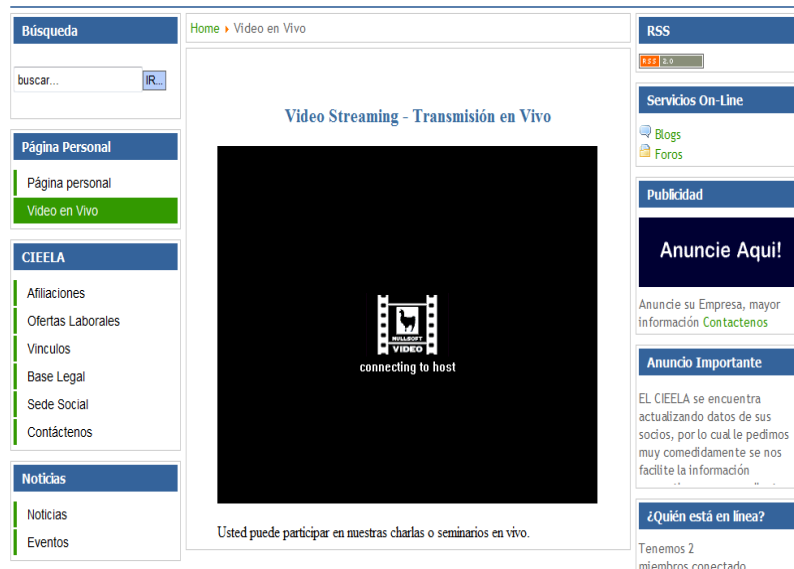 Búsqueda
buscar...
IR...
Página Personal
Página personal
Video en Vivo
CIEELA
Afiliaciones
Ofertas Laborales
Vinculos
Base Legal
Sede Social
Contáctenos
Noticias
Noticias
Eventos
Home Video en Vivo
Video Streaming - Transmisión en Vivo
NULLSOFT
VIDEO
connecting to host
Usted puede participar en nuestras charlas o seminarios en vivo.
RSS
RSS 2.0
Servicios On-Line
Blogs
Foros
Publicidad
Anuncie Aqui!
Anuncie su Empresa, mayor
información Contactenos
Anuncio Importante
EL CIEELA se encuentra
actualizando datos de sus
socios, por lo cual le pedimos
muy comedidamente se nos
facilite la información
¿Quién está en línea?
Tenemos 2
miembros conectado